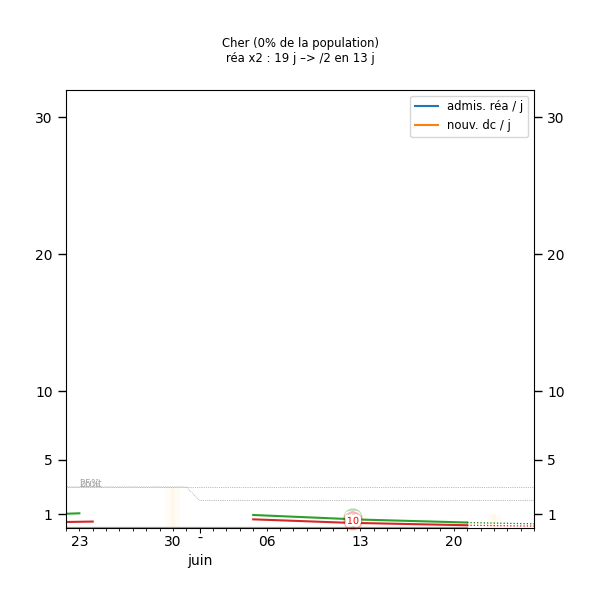 Cher (0% de la population)
réa x2 : 19 j –> /2 en 13 j
admis. réa / j
nouv. dc / j
30 30
20 20
10 10
5 5
1 1
10
23 30 - 06 13 20
juin